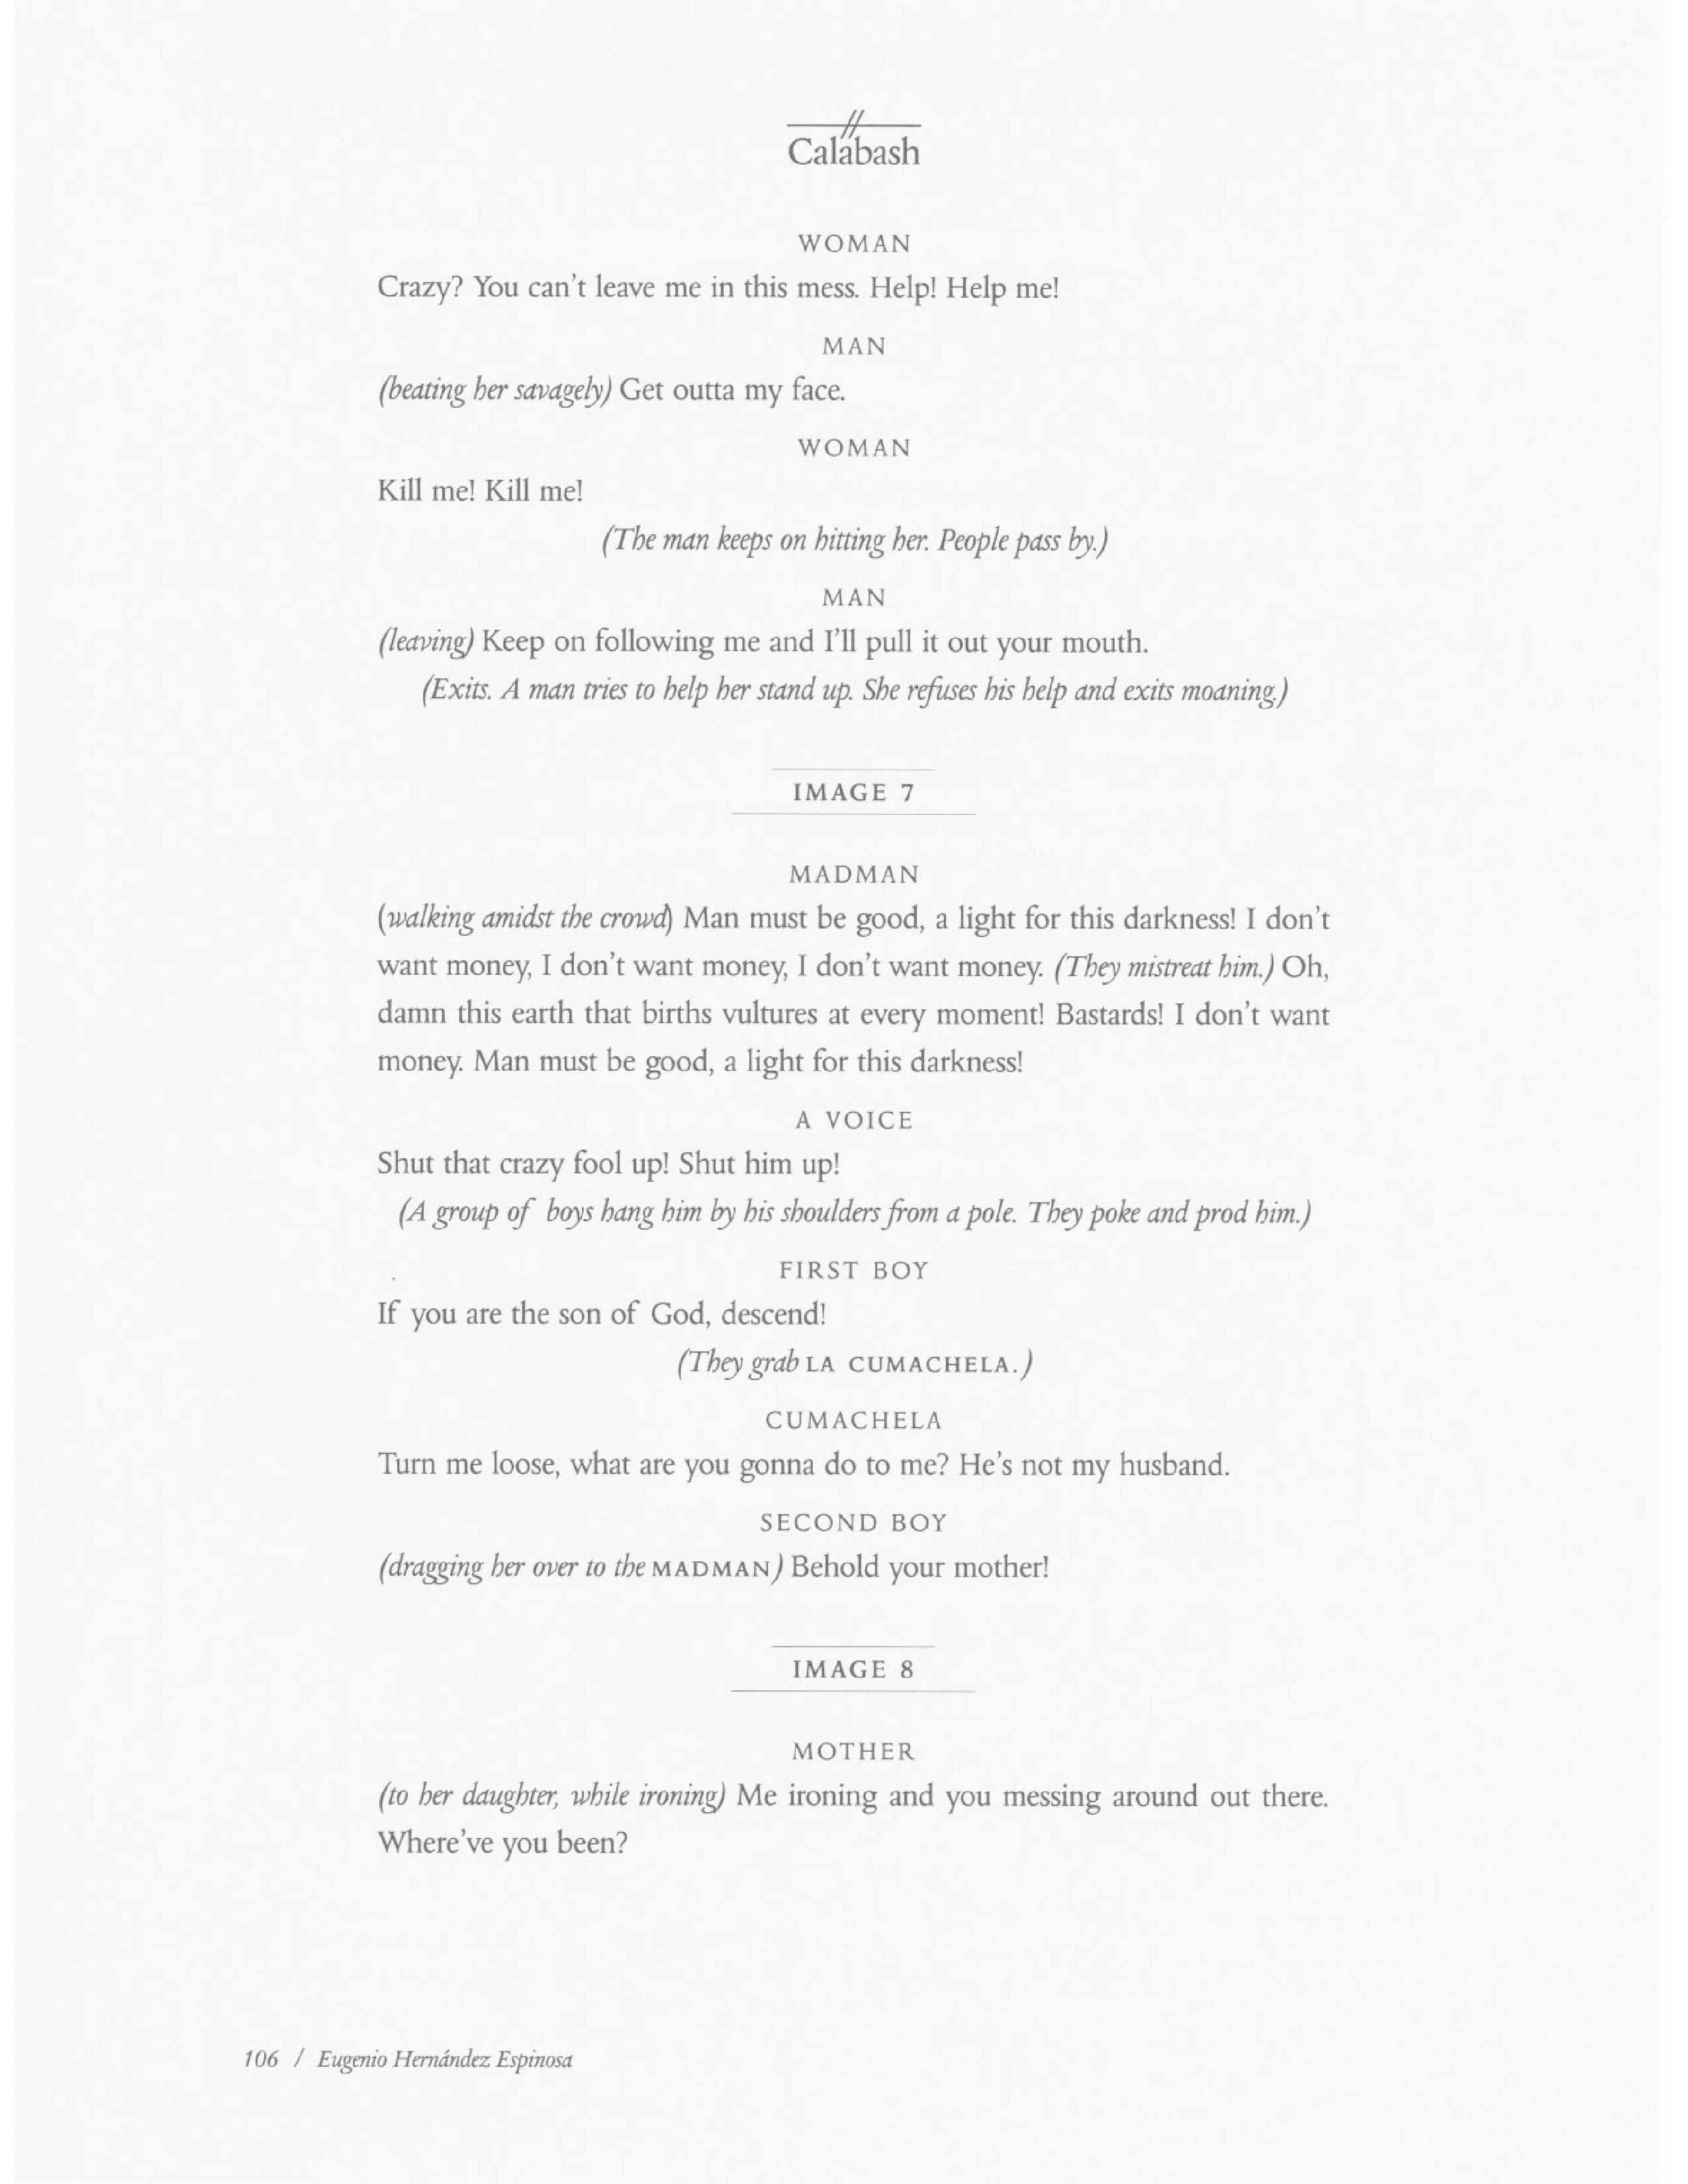 Calabash
WOMAN
Crazy? You can't leave me in this mess. Help! Help me!
MAN
(beating her savagely) Get outta my face.
WOMAN
Kill me! Kill me!
(The man keeps on hitting her. People pass by.)
MAN
(leaving) Keep on following me and I'll pull it out your mouth.
(Exits. A man tries to help her stand up. She refuses his help and exits moaning.)
IMAGE 7
MADMAN
(walking amidst the crowd) Man must be good, a light for this darkness! I don't
want money, I don't want money, I don't want money. (They mistreat him.) Oh,
damn this earth that births vultures at every moment! Bastards! I don't want
money. Man must be good, a light for this darkness!
A VOICE
Shut that crazy fool up! Shut him up!
(A group of boys hang him by his shoulders from a pole. They poke and prod him.)
FIRST BOY
If you are the son of God, descend!
(They grab LA CUMACHELA.)
CUMACHELA
Turn me loose, what are you gonna do to me? He's not my husband.
SECOND BOY
(dragging her over to the MADMAN) Behold your mother!
IMAGE 8
MOTHER
(to her daughter, while ironing) Me ironing and you messing around out there.
Where've you been?
106 / Eugenio Hernández Espinosa